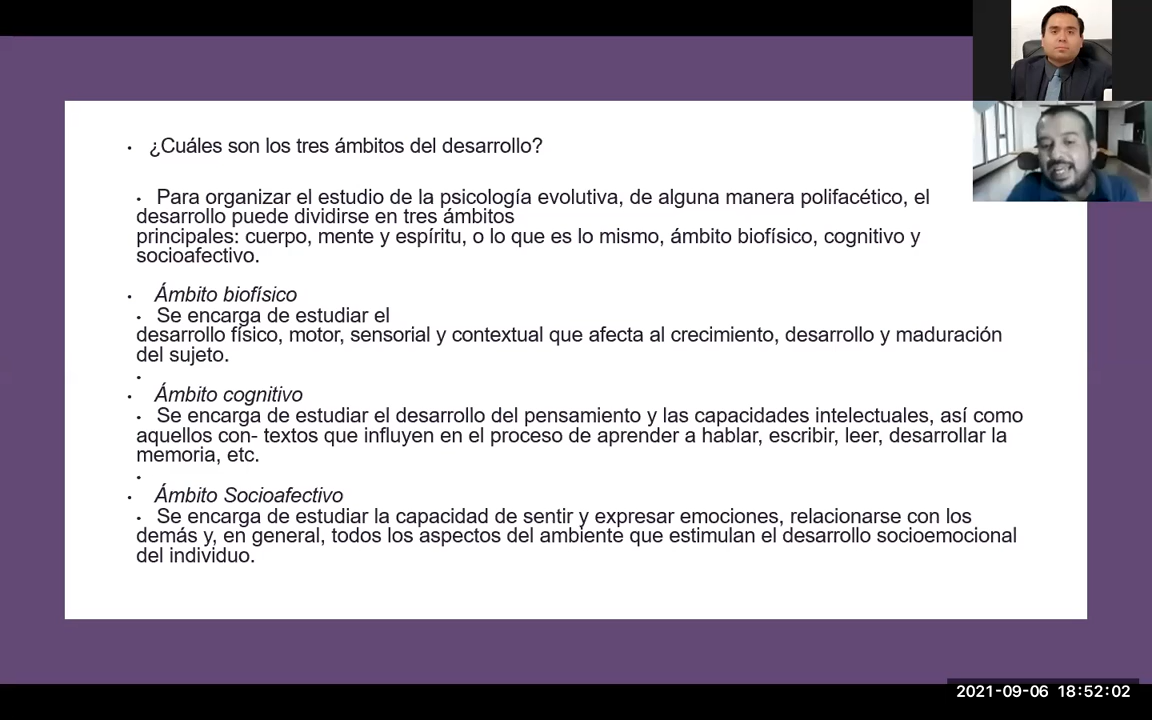 • ¿Cuáles son los tres ámbitos del desarrollo?
• Para organizar el estudio de la psicología evolutiva, de alguna manera polifacético, el
desarrollo puede dividirse en tres ámbitos
principales: cuerpo, mente y espíritu, o lo que es lo mismo, ámbito biofísico, cognitivo y
socioafectivo.
• Ámbito biofísico
• Se encarga de estudiar el
desarrollo físico, motor, sensorial y contextual que afecta al crecimiento, desarrollo y maduración
del sujeto.
•
• Ámbito cognitivo
• Se encarga de estudiar el desarrollo del pensamiento y las capacidades intelectuales, así como
aquellos con- textos que influyen en el proceso de aprender a hablar, escribir, leer, desarrollar la
memoria, etc.
•
• Ámbito Socioafectivo
• Se encarga de estudiar la capacidad de sentir y expresar emociones, relacionarse con los
demás y, en general, todos los aspectos del ambiente que estimulan el desarrollo socioemocional
del individuo.
2021-09-06 18:52:02